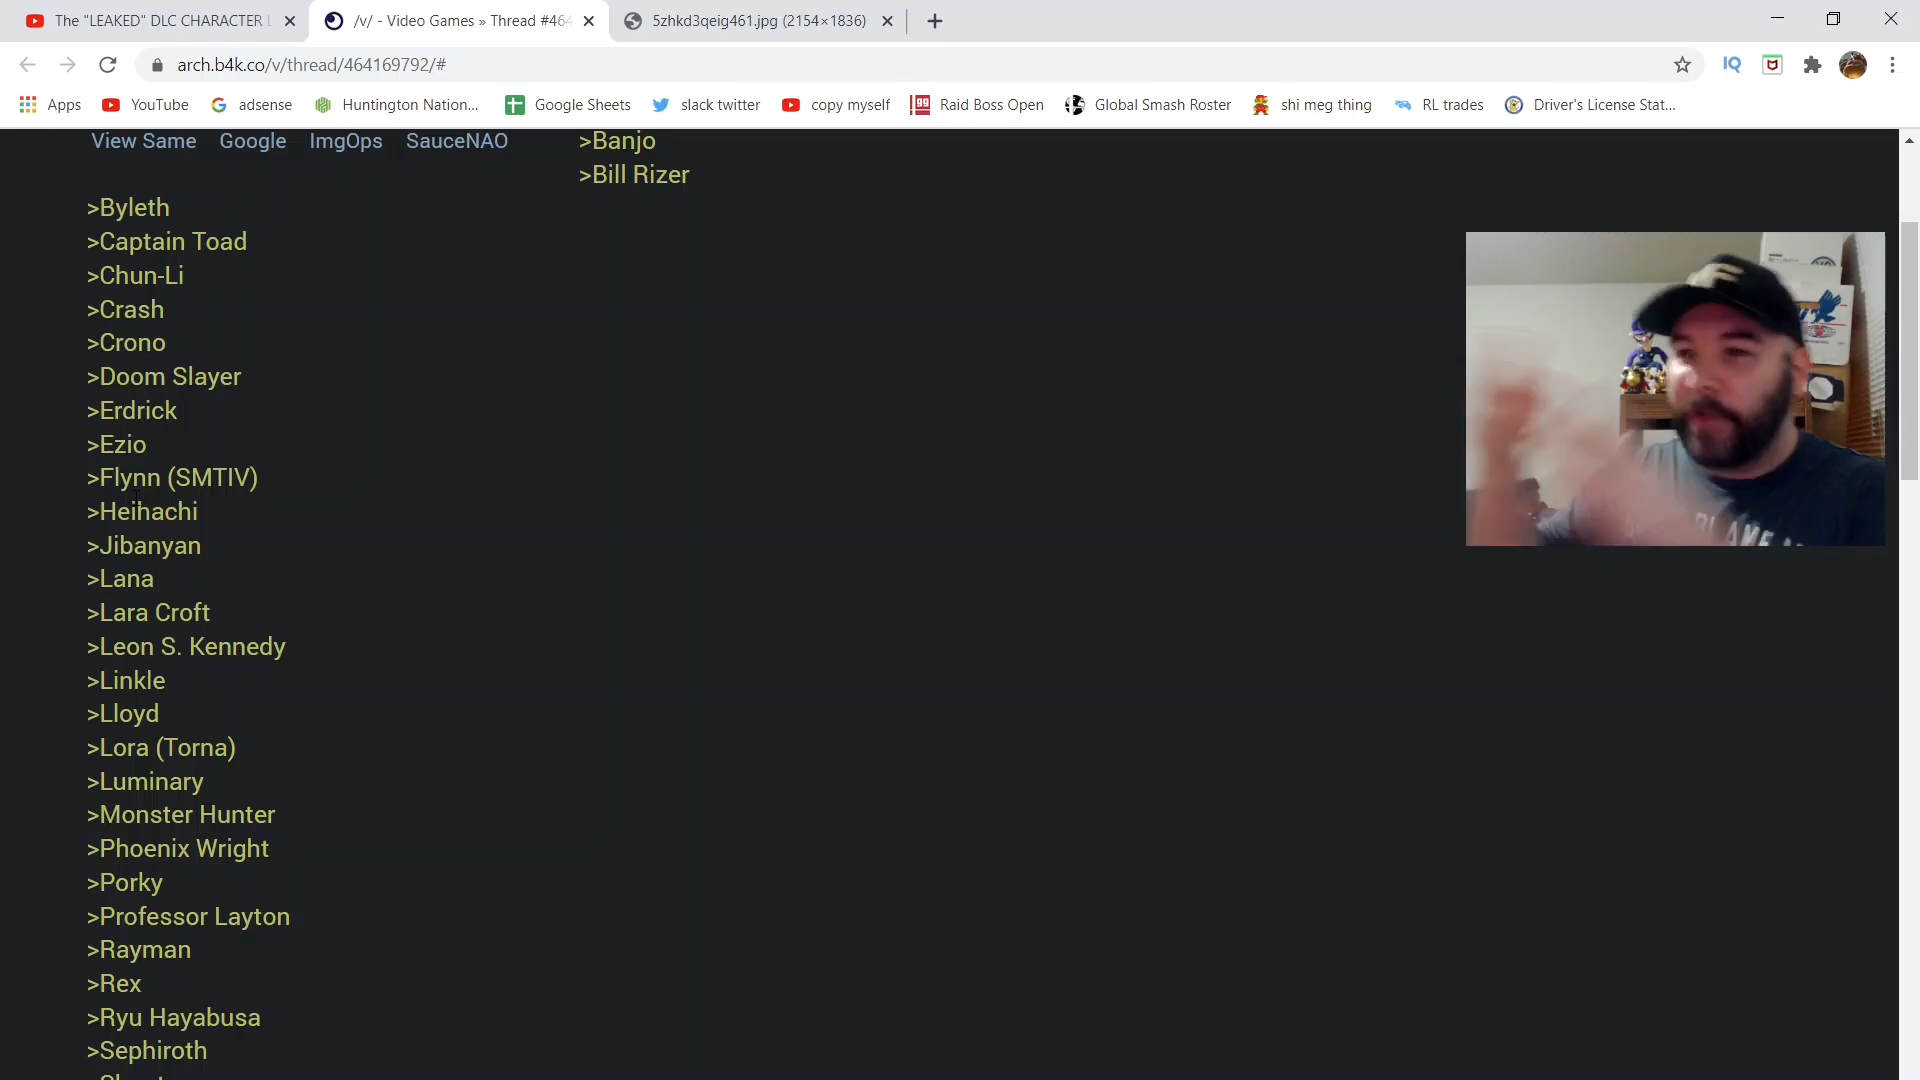 The "LEAKED" DLC CHARACTER
/v/ - Video Games » Thread #464
5zhkd3qeig461.jpg (2154×1836)
arch.b4k.co/v/thread/464169792/#
IQ
Apps YouTube adsense Huntington Nation... Google Sheets slack twitter copy myself Raid Boss Open Global Smash Roster shi meg thing RL trades Driver's License Stat...
View Same Google ImgOps SauceNAO
>Banjo
>Bill Rizer
>Byleth
>Captain Toad
>Chun-Li
>Crash
>Crono
>Doom Slayer
>Erdrick
>Ezio
>Flynn (SMTIV)
>Heihachi
>Jibanyan
>Lana
>Lara Croft
>Leon S. Kennedy
>Linkle
>Lloyd
>Lora (Torna)
>Luminary
>Monster Hunter
>Phoenix Wright
>Porky
>Professor Layton
>Rayman
>Rex
>Ryu Hayabusa
>Sephiroth